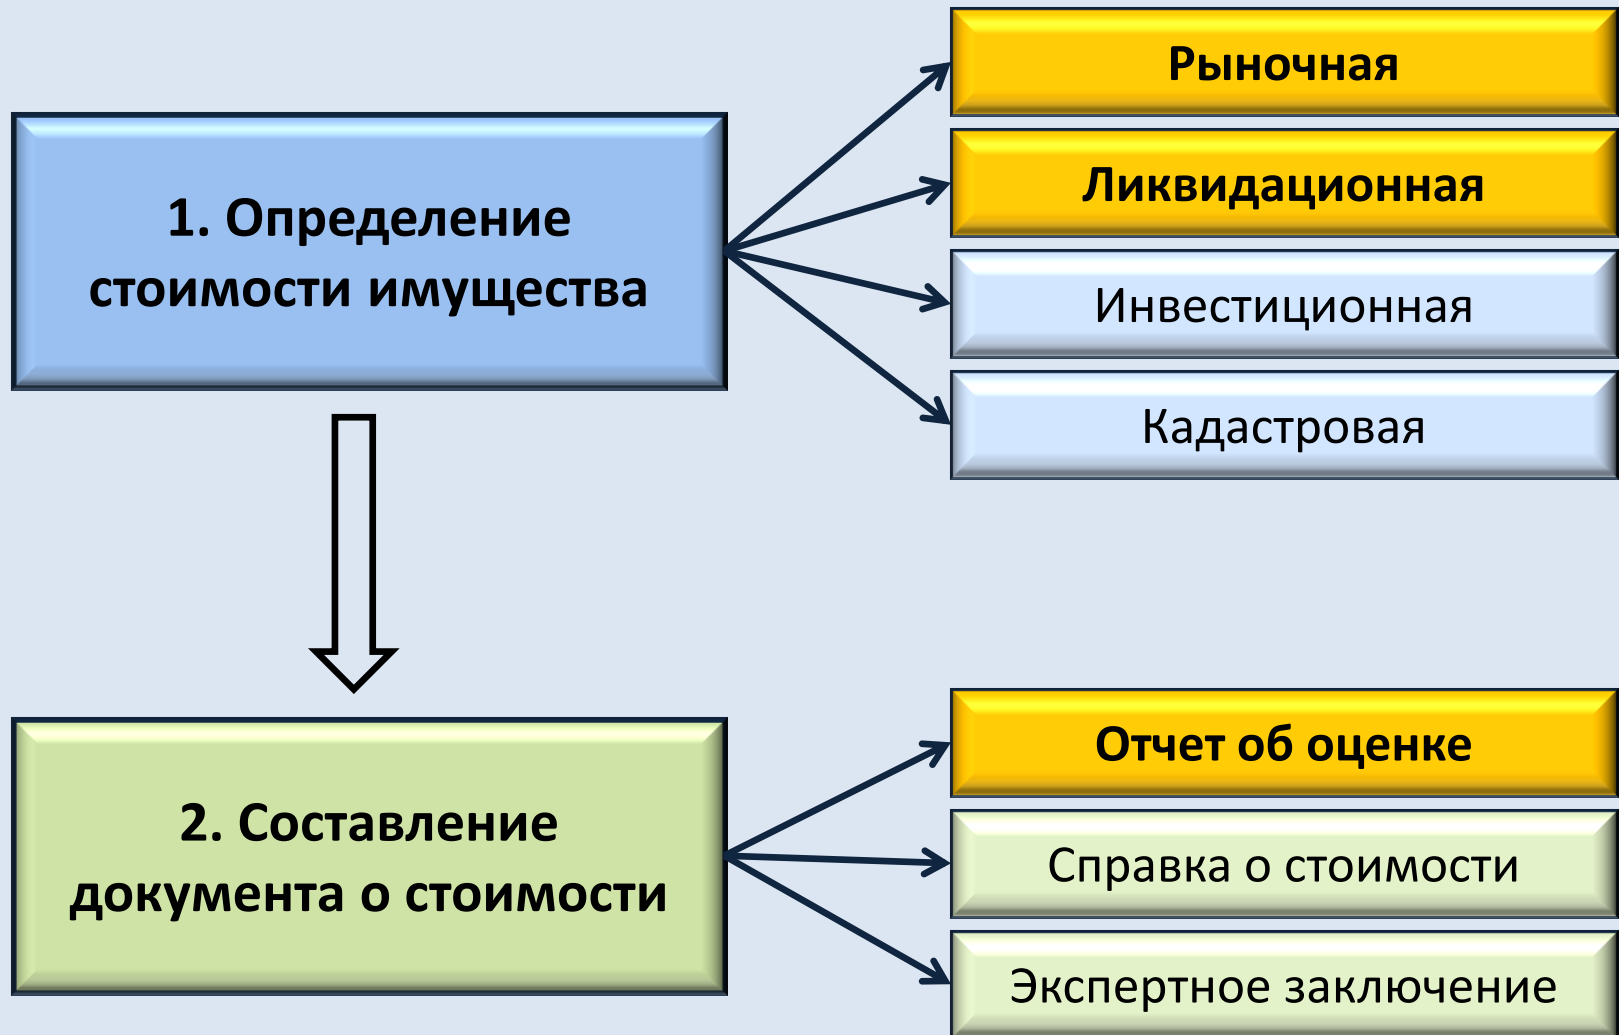 1. Определение
стоимости имущества
Рыночная
Ликвидационная
Инвестиционная
Кадастровая
2. Составление
документа о стоимости
Отчет об оценке
Справка о стоимости
Экспертное заключение